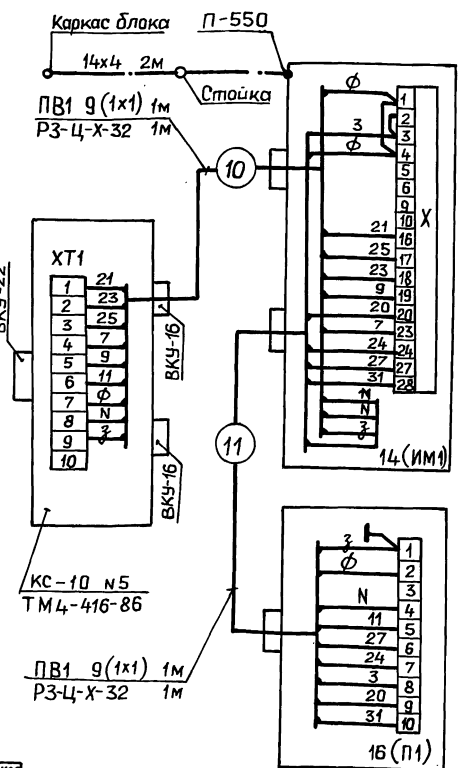 Каркас блока
П-550
14х4 2м
Стойка
ПВ1 9(1х1) 1м
РЗ-Ц-Х-32 1м
10
ф
З
ф
1
2
3
4
5
6
9
10
16
17
18
19
20
23
24
27
28
Х
21
25
23
9
20
7
24
27
31
N
N
З
14(ИМ1)
ХТ1
1
2
3
4
5
6
7
8
9
10
21
23
25
7
9
11
ф
N
З
ВКУ-22
ВКУ-16
ВКУ-16
11
КС-10 N5
ТМ4-416-86
ПВ1 9(1х1) 1м
РЗ-Ц-Х-32 1м
З
ф
N
11
27
24
3
20
31
1
2
3
4
5
6
7
8
9
10
16(П1)